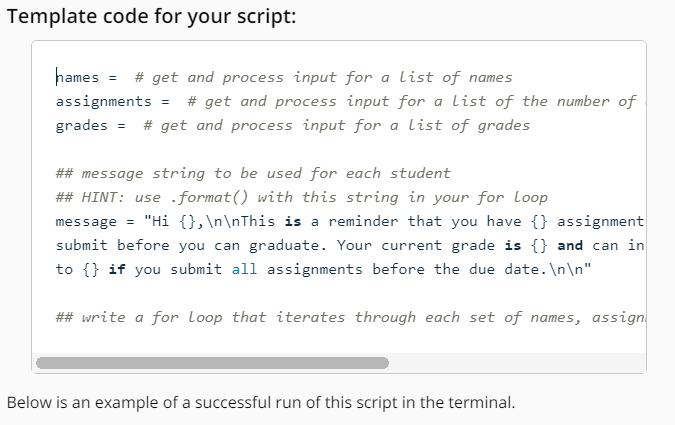 Template code for your script:
names =  # get and process input for a list of names
assignments =  # get and process input for a list of the number of
grades =  # get and process input for a list of grades
## message string to be used for each student
## HINT: use .format() with this string in your for loop
message = "Hi {},\n\nThis is a reminder that you have {} assignment
submit before you can graduate. Your current grade is {} and can in
to {} if you submit all assignments before the due date.\n\n"
## write a for loop that iterates through each set of names, assign
Below is an example of a successful run of this script in the terminal.